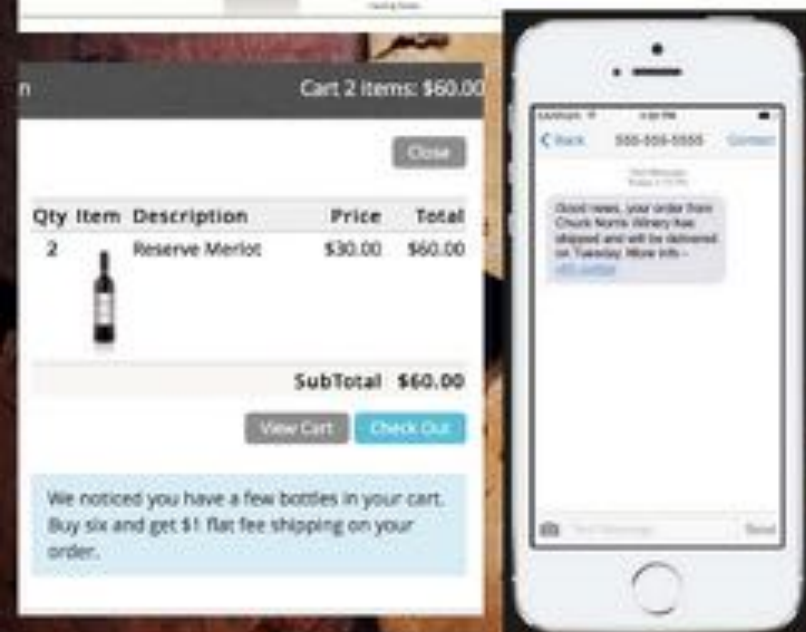 n Cart 2 items: $60.00
Close
Qty Item Description Price Total
2 Reserve Merlot $30.00 $60.00
SubTotal $60.00
View Cart Check Out
We noticed you have a few bottles in your cart.
Buy six and get $1 flat fee shipping on your
order.
Back 555-555-5555 Contact
Good news, your order from
Chuck Norris Winery has
shipped and will be delivered
on Tuesday. More info -
Text Message Send